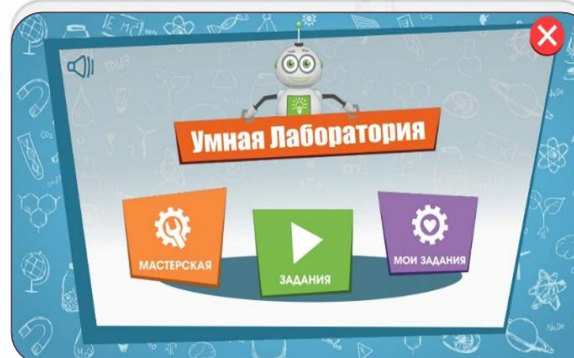 Умная Лаборатория
МАСТЕРСКАЯ
ЗАДАНИЯ
МОИ ЗАДАНИЯ